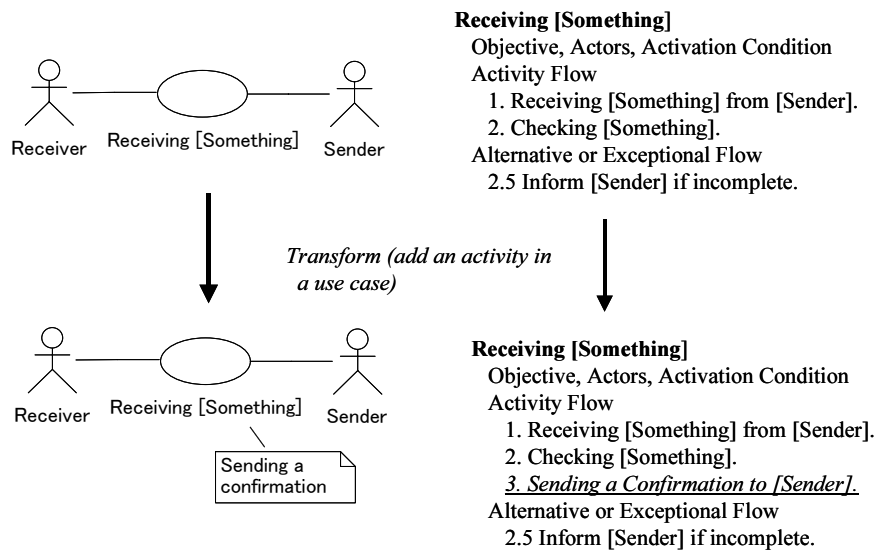 Receiving [Something]
Objective, Actors, Activation Condition
Activity Flow
1. Receiving [Something] from [Sender].
2. Checking [Something].
Alternative or Exceptional Flow
2.5 Inform [Sender] if incomplete.
Receiver
Receiving [Something]
Sender
Transform (add an activity in
a use case)
Receiver
Receiving [Something]
Sender
Sending a
confirmation
Receiving [Something]
Objective, Actors, Activation Condition
Activity Flow
1. Receiving [Something] from [Sender].
2. Checking [Something].
3. Sending a Confirmation to [Sender].
Alternative or Exceptional Flow
2.5 Inform [Sender] if incomplete.